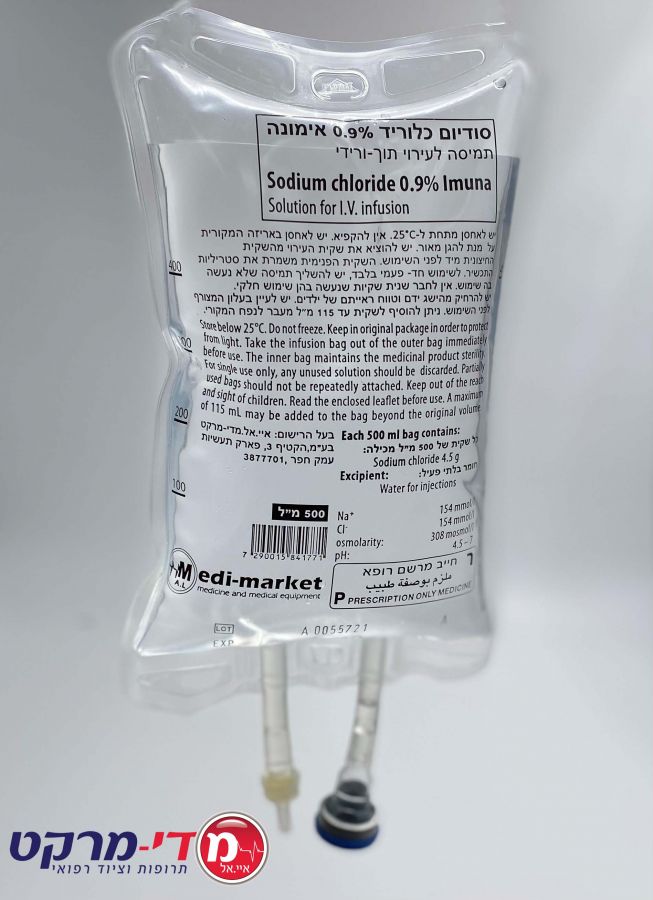 סודיום כלוריד 0.9% אימונה
תמיסה לעירוי תוך-ורידי
Sodium chloride 0.9% Imuna
Solution for I.V. infusion
יש לאחסן מתחת ל-25°C. אין להקפיא. יש לאחסן באריזה המקורית
על מנת להגן מאור. יש להוציא את שקית העירוי מהשקית
החיצונית מיד לפני השימוש. השקית הפנימית משמרת את סטריליות
התכשיר. לשימוש חד- פעמי בלבד, יש להשליך תמיסה שלא נעשה
בה שימוש. אין לחבר שנית שקיות שנעשה בהן שימוש חלקי.
יש להרחיק מהישג ידם וטווח ראייתם של ילדים. יש לעיין בעלון המצורף
לפני השימוש. ניתן להוסיף לשקית עד 115 מ"ל מעבר לנפח המקורי.
Store below 25°C. Do not freeze. Keep in original package in order to protect
from light. Take the infusion bag out of the outer bag immediately
before use. The inner bag maintains the medicinal product sterility.
For single use only, any unused solution should be discarded. Partially
used bags should not be repeatedly attached. Keep out of the reach
and sight of children. Read the enclosed leaflet before use. A maximum
of 115 mL may be added to the bag beyond the original volume
400
00
200
100
בעל הרישום: איי.אל.מדי-מרקט
בע"מ,הקטיף 3, פארק תעשיות
עמק חפר, 3877701
Each 500 ml bag contains:
כל שקית של 500 מ"ל מכילה:
Sodium chloride 4.5 g
חומר בלתי פעיל:
Excipient:
Water for injections
500 מ"ל
Na⁺ 154 mmol/l
Cl⁻ 154 mmol/l
osmolarity: 308 mosmol/l
pH: 4.5 – 7
7 290015 841771
M
A.L
edi-market
medicine and medical equipment
ר חייב מרשם רופא
ملزم بوصفة طبيب
P PRESCRIPTION ONLY MEDICINE
LOT A 0055721
EXP
מדי-מרקט
איי.אל
תרופות וציוד רפואי